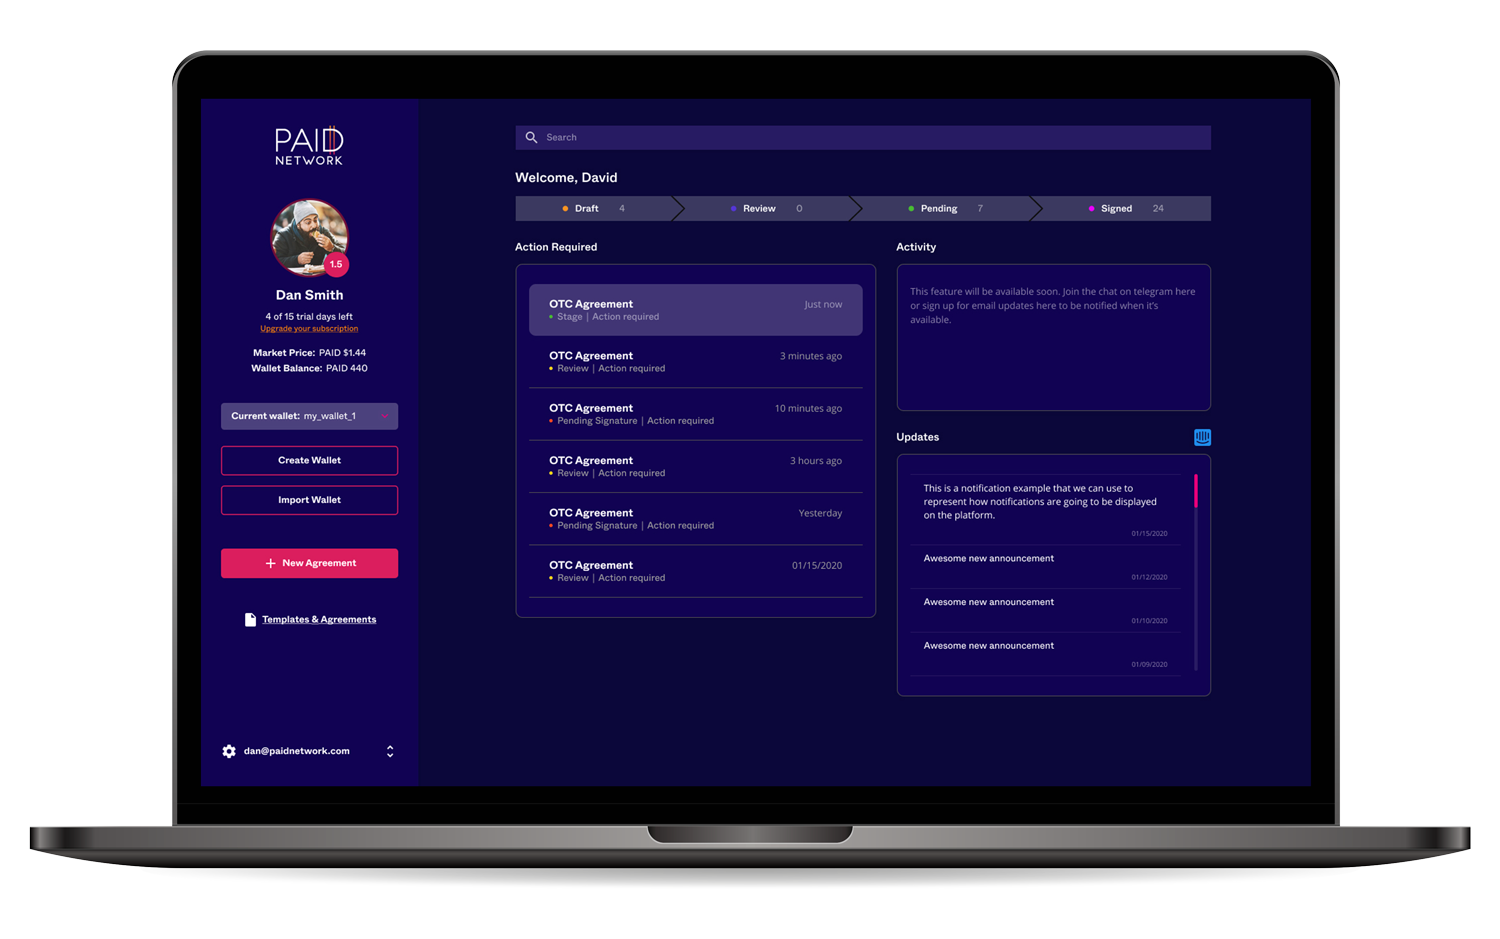 PAID
NETWORK
1.5
Dan Smith
4 of 15 trial days left
Upgrade your subscription
Market Price: PAID $1.44
Wallet Balance: PAID 440
Current wallet: my_wallet_1
Create Wallet
Import Wallet
+ New Agreement
Templates & Agreements
dan@paidnetwork.com
Search
Welcome, David
Draft 4
Review 0
Pending 7
Signed 24
Action Required
OTC Agreement Just now
Stage | Action required
OTC Agreement 3 minutes ago
Review | Action required
OTC Agreement 10 minutes ago
Pending Signature | Action required
OTC Agreement 3 hours ago
Review | Action required
OTC Agreement Yesterday
Pending Signature | Action required
OTC Agreement 01/15/2020
Review | Action required
Activity
This feature will be available soon. Join the chat on telegram here
or sign up for email updates here to be notified when it's
available.
Updates
This is a notification example that we can use to
represent how notifications are going to be displayed
on the platform.
01/15/2020
Awesome new announcement
01/12/2020
Awesome new announcement
01/10/2020
Awesome new announcement
01/09/2020